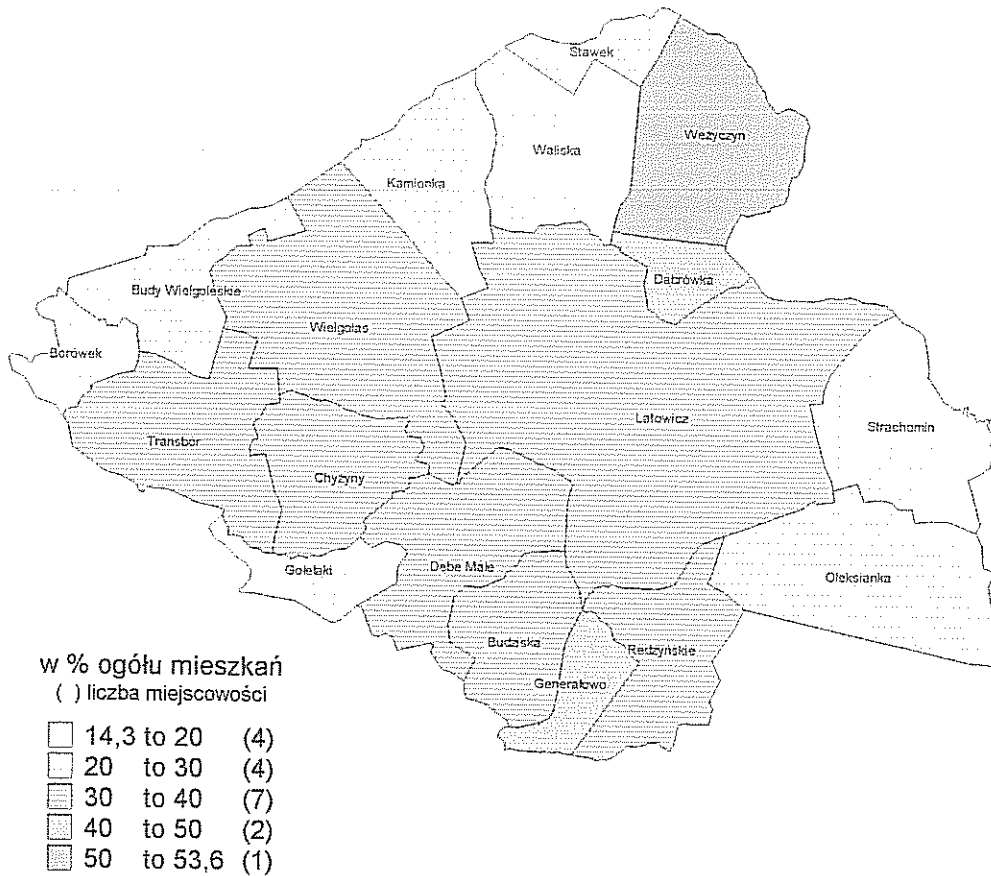 Stawek
Wężyczyn
Waliska
Kamionka
Dąbrówka
Budy Wielgoleskie
Wielgolas
Borówek
Latowicz
Strachomin
Transbór
Chyżyny
Gołełąki
Dębe Małe
Oleksianka
Budziska
Redzyńskie
Generałowo
w % ogółu mieszkań
( ) liczba miejscowości
14,3 to 20 (4)
20 to 30 (4)
30 to 40 (7)
40 to 50 (2)
50 to 53,6 (1)